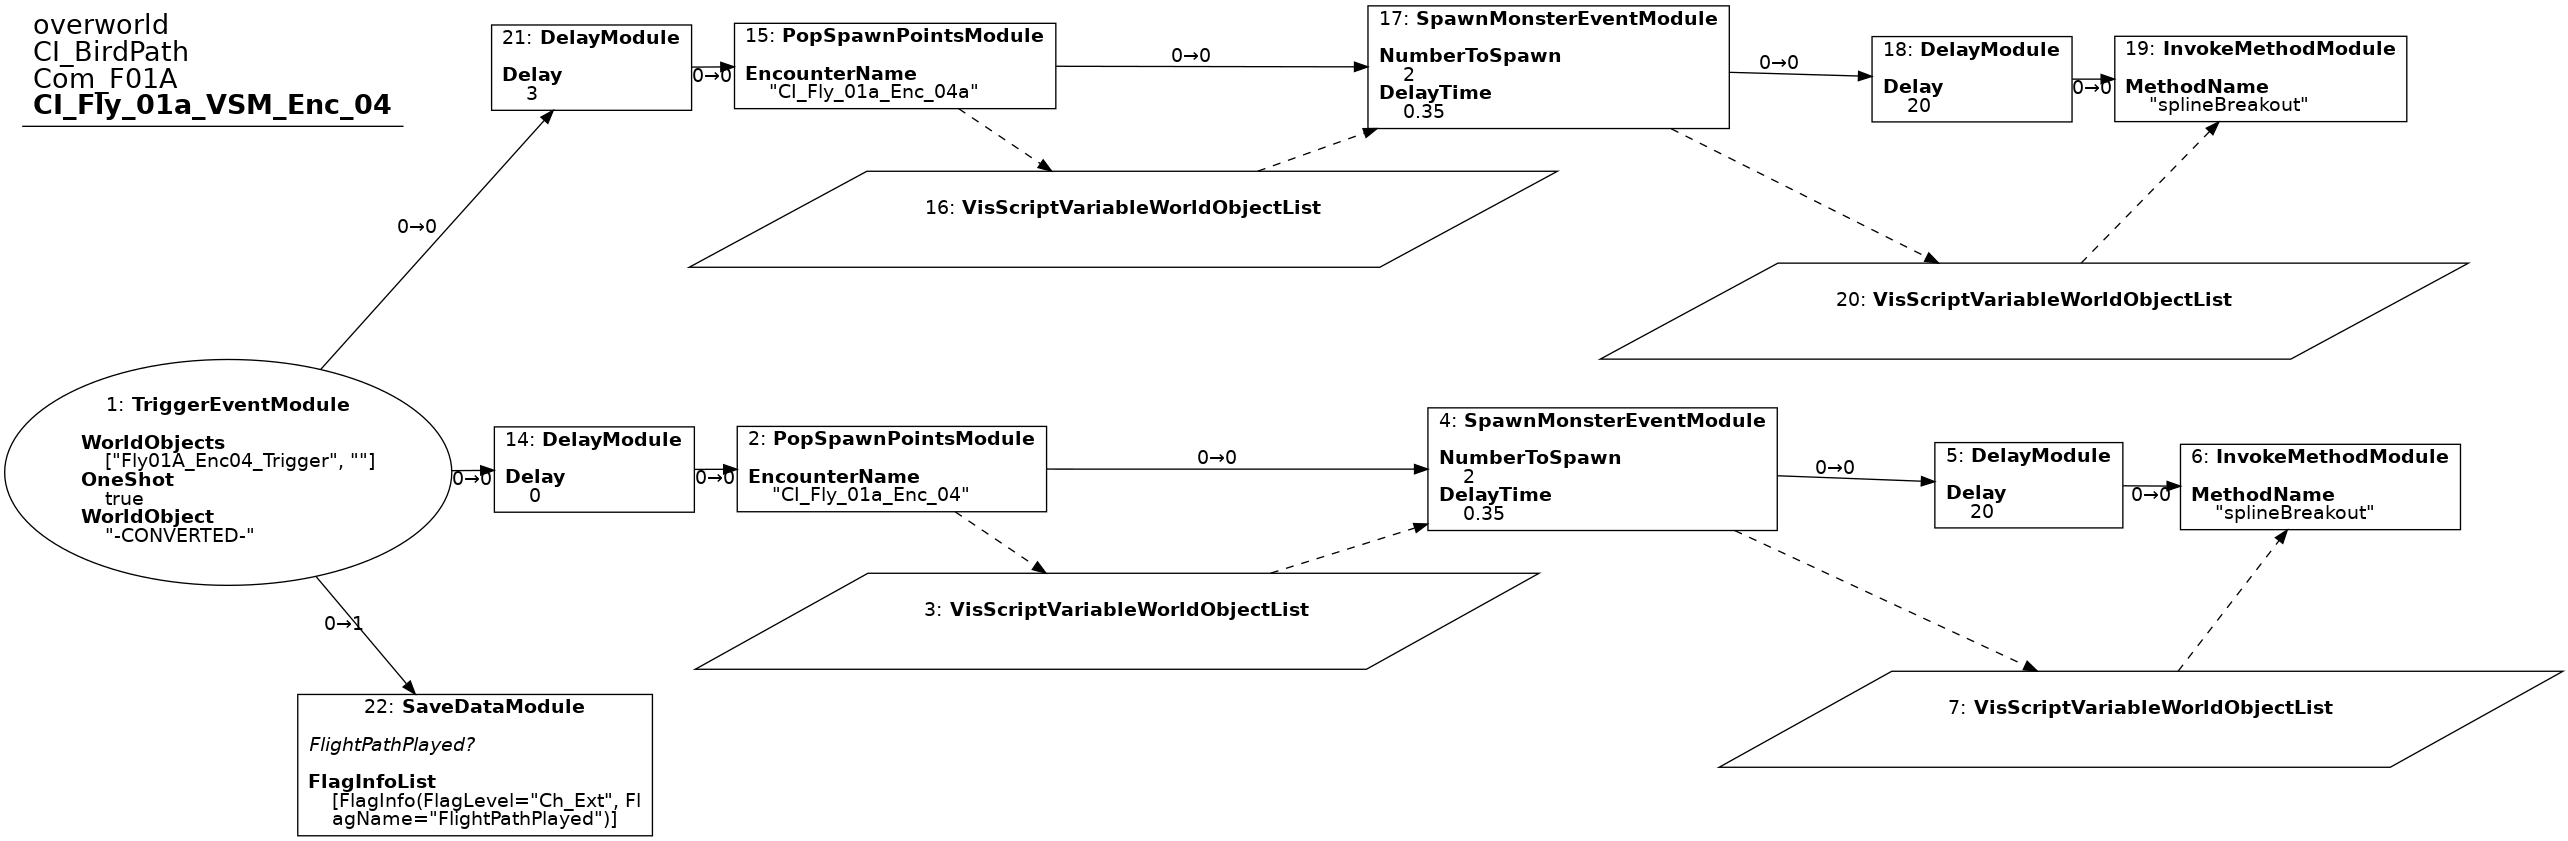 overworld
CI_BirdPath
Com_F01A
CI_Fly_01a_VSM_Enc_04
21: DelayModule
Delay
3
0→0
15: PopSpawnPointsModule
EncounterName
"CI_Fly_01a_Enc_04a"
0→0
17: SpawnMonsterEventModule
NumberToSpawn
2
DelayTime
0.35
0→0
18: DelayModule
Delay
20
0→0
19: InvokeMethodModule
MethodName
"splineBreakout"
16: VisScriptVariableWorldObjectList
20: VisScriptVariableWorldObjectList
0→0
1: TriggerEventModule
WorldObjects
["Fly01A_Enc04_Trigger", ""]
OneShot
true
WorldObject
"-CONVERTED-"
0→0
14: DelayModule
Delay
0
0→0
2: PopSpawnPointsModule
EncounterName
"CI_Fly_01a_Enc_04"
0→0
4: SpawnMonsterEventModule
NumberToSpawn
2
DelayTime
0.35
0→0
5: DelayModule
Delay
20
0→0
6: InvokeMethodModule
MethodName
"splineBreakout"
3: VisScriptVariableWorldObjectList
7: VisScriptVariableWorldObjectList
0→1
22: SaveDataModule
FlightPathPlayed?
FlagInfoList
[FlagInfo(FlagLevel="Ch_Ext", Fl
agName="FlightPathPlayed")]